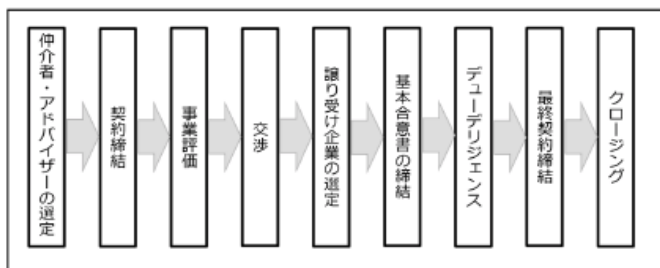 仲介者・アドバイザーの選定
契約締結
事業評価
交渉
譲り受け企業の選定
基本合意書の締結
デューデリジェンス
最終契約締結
クロージング